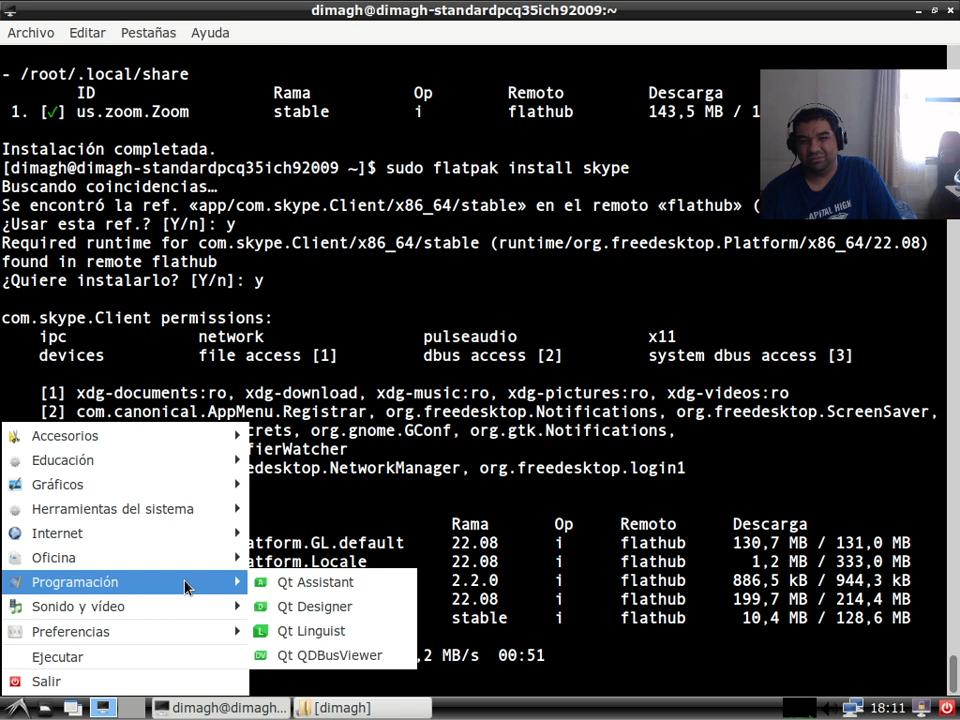 dimagh@dimagh-standardpcq35ich92009:~
Archivo Editar Pestañas Ayuda
- /root/.local/share
ID Rama Op Remoto Descarga
1. [✓] us.zoom.Zoom stable i flathub 143,5 MB / 1
Instalación completada.
[dimagh@dimagh-standardpcq35ich92009 ~]$ sudo flatpak install skype
Buscando coincidencias…
Se encontró la ref. «app/com.skype.Client/x86_64/stable» en el remoto «flathub» (
¿Usar esta ref.? [Y/n]: y
Required runtime for com.skype.Client/x86_64/stable (runtime/org.freedesktop.Platform/x86_64/22.08)
found in remote flathub
¿Quiere instalarlo? [Y/n]: y
com.skype.Client permissions:
ipc network pulseaudio x11
devices file access [1] dbus access [2] system dbus access [3]
[1] xdg-documents:ro, xdg-download, xdg-music:ro, xdg-pictures:ro, xdg-videos:ro
[2] com.canonical.AppMenu.Registrar, org.freedesktop.Notifications, org.freedesktop.ScreenSaver,
crets, org.gnome.GConf, org.gtk.Notifications,
fierWatcher
edesktop.NetworkManager, org.freedesktop.login1
Rama Op Remoto Descarga
atform.GL.default 22.08 i flathub 130,7 MB / 131,0 MB
atform.Locale 22.08 i flathub 1,2 MB / 333,0 MB
2.2.0 i flathub 886,5 kB / 944,3 kB
22.08 i flathub 199,7 MB / 214,4 MB
stable i flathub 10,4 MB / 128,6 MB
,2 MB/s 00:51
Accesorios
Educación
Gráficos
Herramientas del sistema
Internet
Oficina
Programación
Sonido y vídeo
Preferencias
Ejecutar
Salir
Qt Assistant
Qt Designer
Qt Linguist
Qt QDBusViewer
CAPITAL HIGH
dimagh@dimagh... [dimagh] 18:11